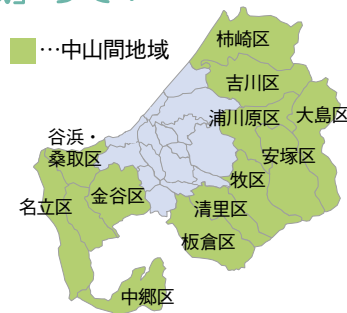 …中山間地域
柿崎区
吉川区
浦川原区
大島区
安塚区
谷浜・
桑取区
牧区
名立区
金谷区
清里区
板倉区
中郷区